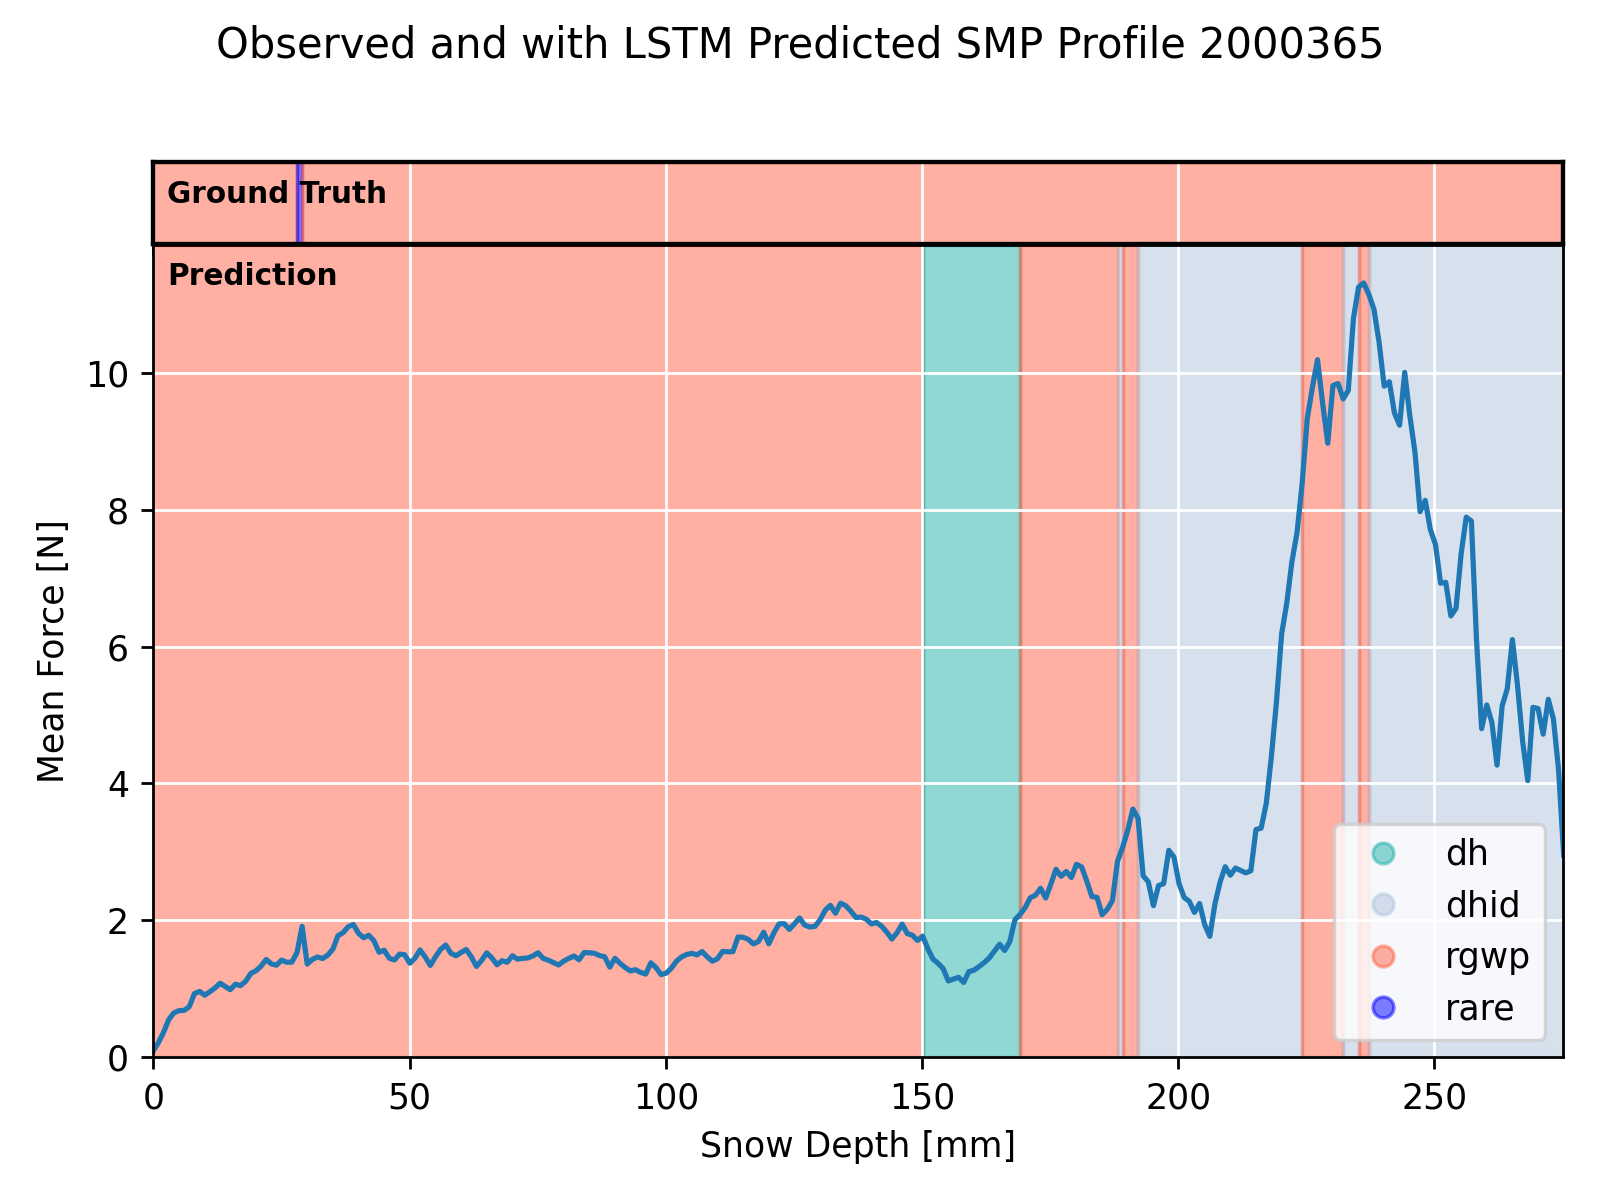 Observed and with LSTM Predicted SMP Profile 2000365
Ground Truth
Prediction
10
8
6
4
2
0
Mean Force [N]
0 50 100 150 200 250
Snow Depth [mm]
dh
dhid
rgwp
rare